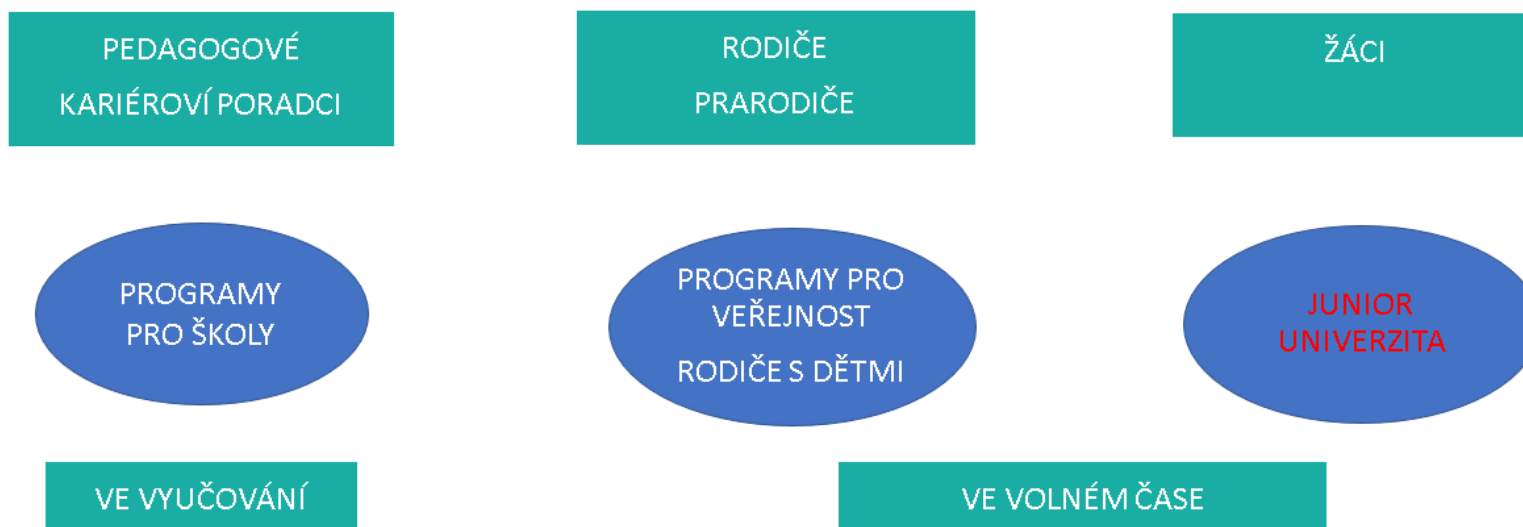 PEDAGOGOVÉ
KARIÉROVÍ PORADCI
RODIČE
PRARODIČE
ŽÁCI
PROGRAMY
PRO ŠKOLY
PROGRAMY PRO
VEŘEJNOST
RODIČE S DĚTMI
JUNIOR
UNIVERZITA
VE VYUČOVÁNÍ
VE VOLNÉM ČASE